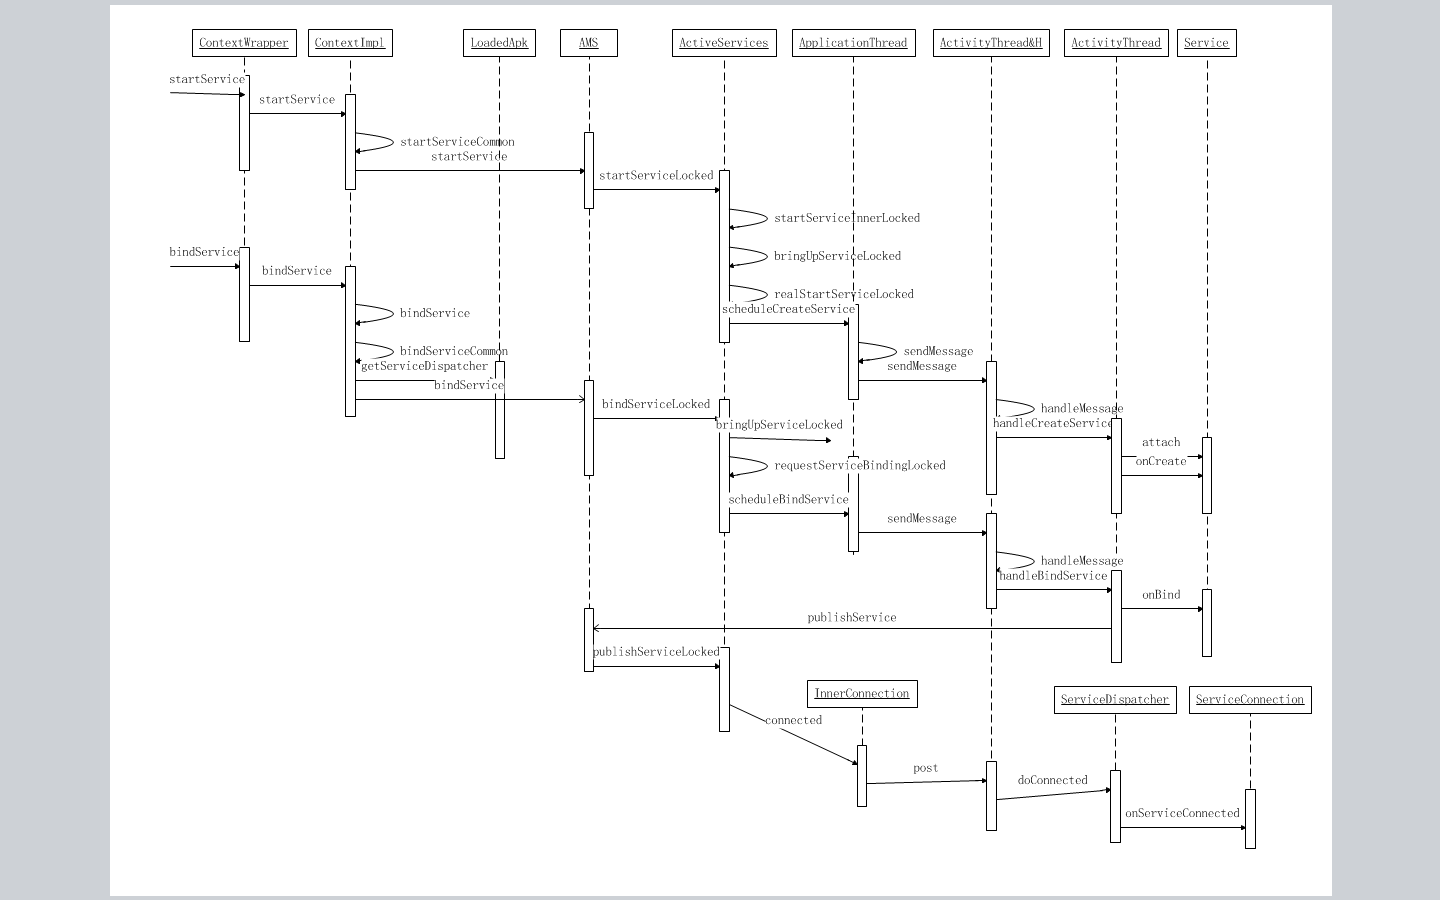 ContextWrapper
ContextImpl
LoadedApk
AMS
ActiveServices
ApplicationThread
ActivityThread&H
ActivityThread
Service
startService
startService
startServiceCommon
startService
startServiceLocked
startServiceInnerLocked
bindService
bindService
bringUpServiceLocked
realStartServiceLocked
scheduleCreateService
bindService
bindServiceCommon
sendMessage
getServiceDispatcher
sendMessage
bindService
bindServiceLocked
handleMessage
handleCreateService
bringUpServiceLocked
attach
onCreate
requestServiceBindingLocked
scheduleBindService
sendMessage
handleMessage
handleBindService
onBind
publishService
publishServiceLocked
InnerConnection
ServiceDispatcher
ServiceConnection
connected
post
doConnected
onServiceConnected